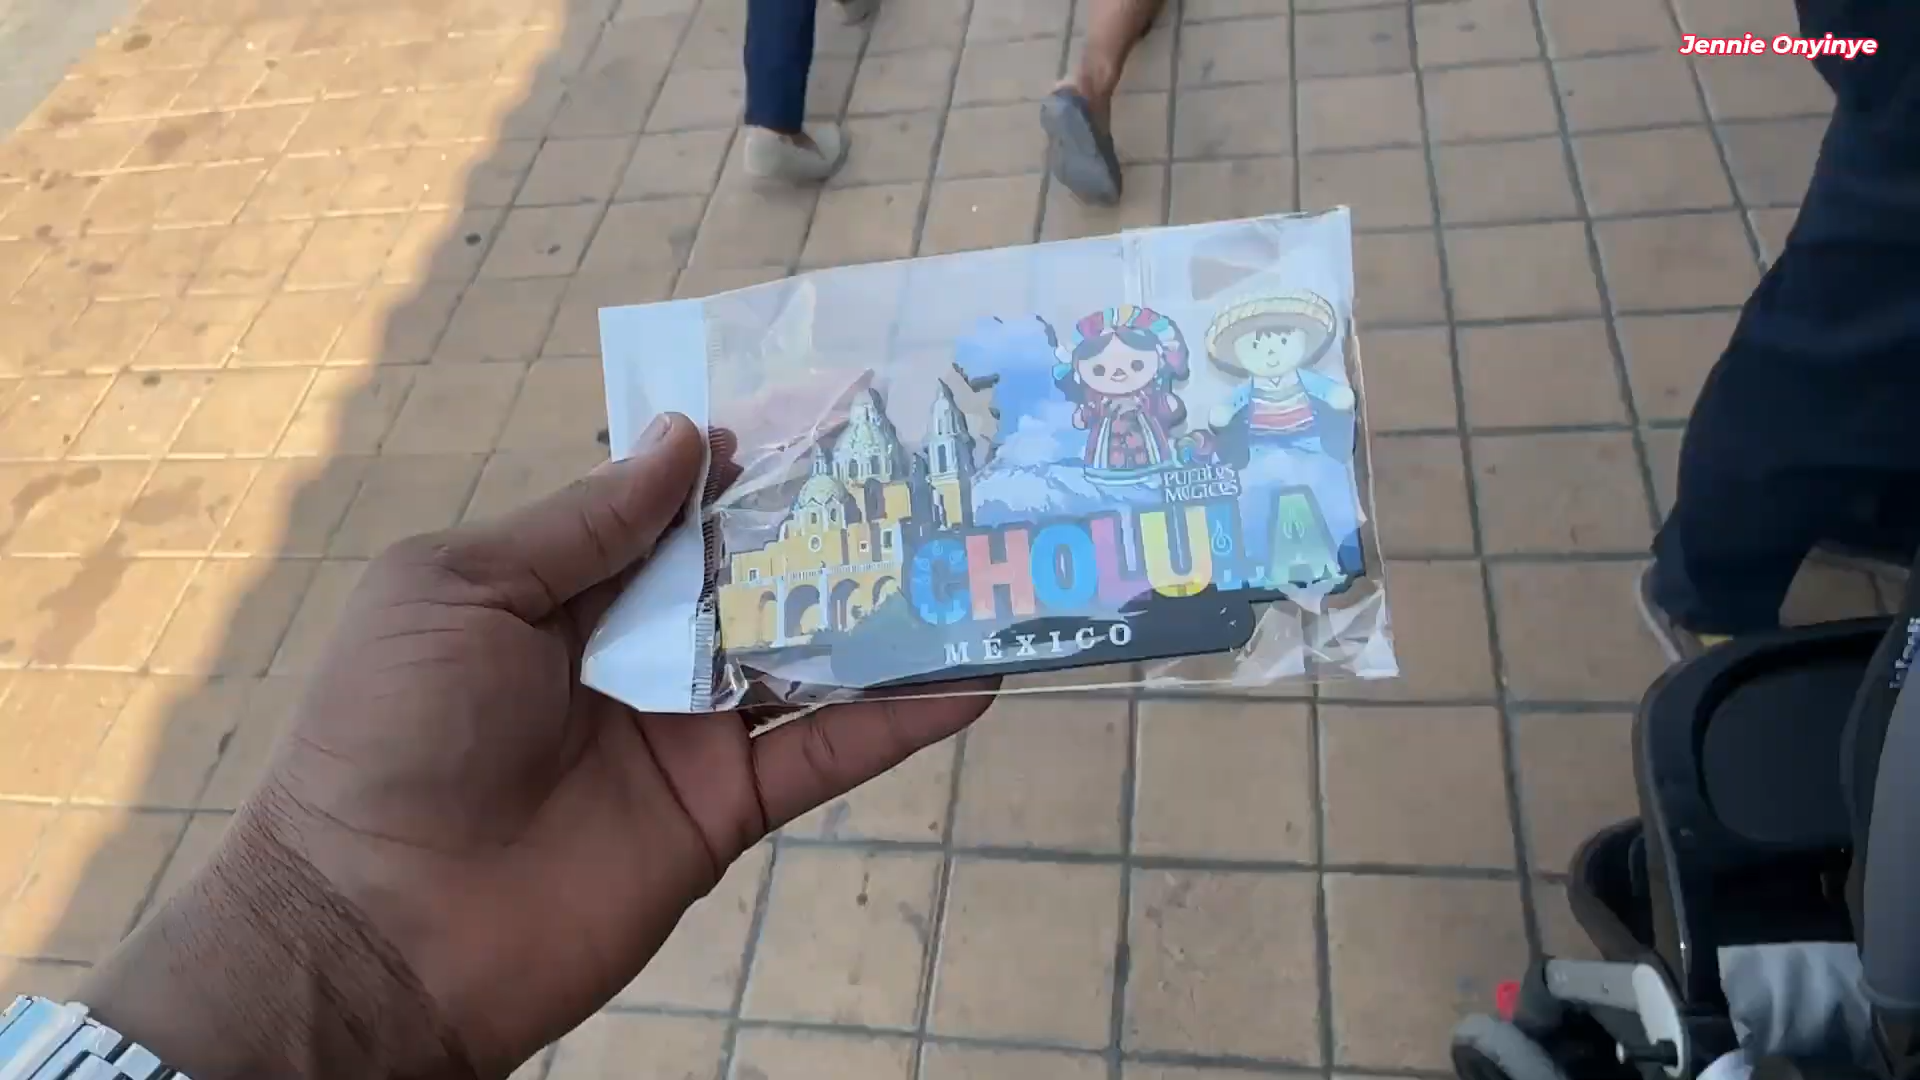 Jennie Onyinye
PUEBLOS
MÁGICOS
CHOLULA
MÉXICO